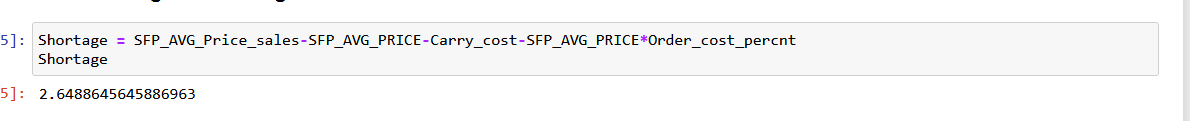 5]: Shortage = SFP_AVG_Price_sales-SFP_AVG_PRICE-Carry_cost-SFP_AVG_PRICE*Order_cost_percnt
Shortage
5]: 2.6488645645886963